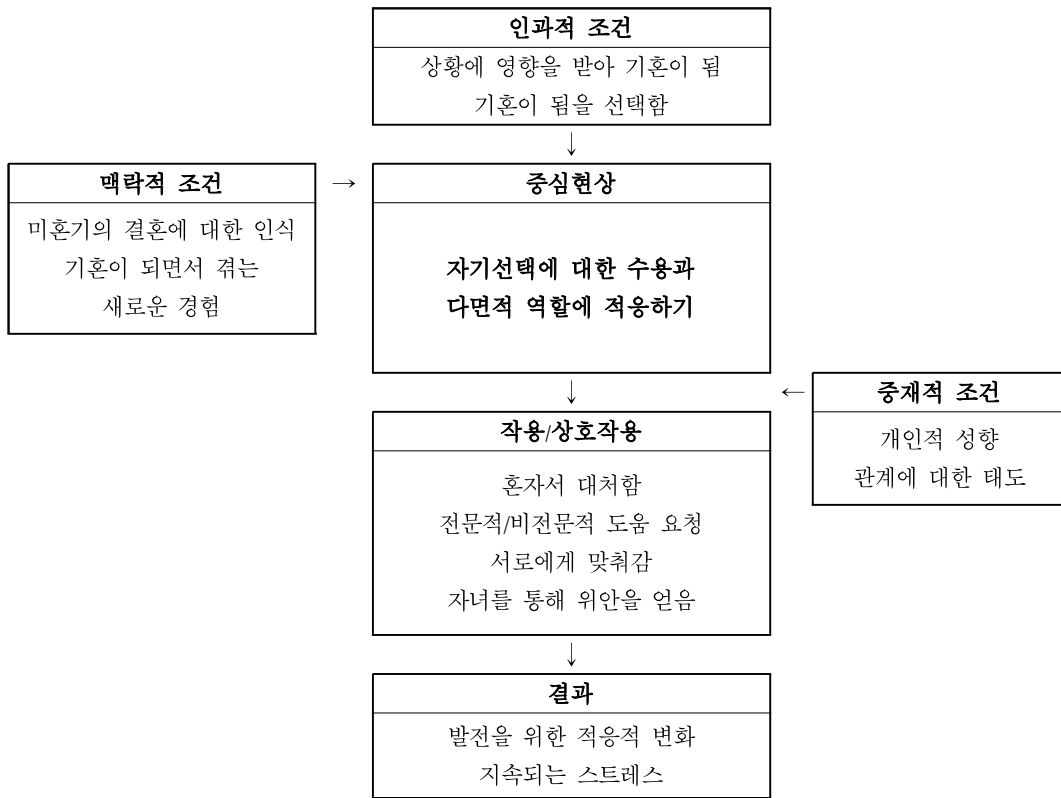 인과적 조건
상황에 영향을 받아 기혼이 됨
기혼이 됨을 선택함
↓
맥락적 조건
미혼기의 결혼에 대한 인식
기혼이 되면서 겪는
새로운 경험
→
중심현상
자기선택에 대한 수용과
다면적 역할에 적응하기
↓
←
중재적 조건
개인적 성향
관계에 대한 태도
작용/상호작용
혼자서 대처함
전문적/비전문적 도움 요청
서로에게 맞춰감
자녀를 통해 위안을 얻음
↓
결과
발전을 위한 적응적 변화
지속되는 스트레스